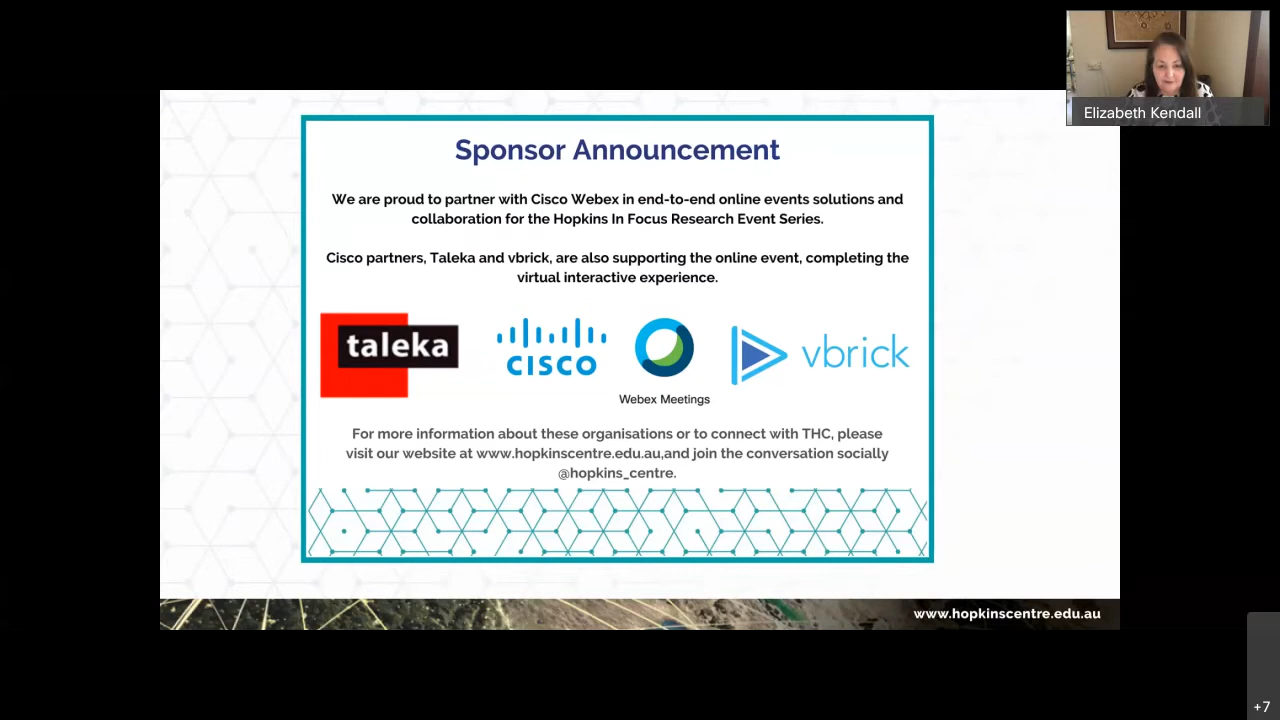 Elizabeth Kendall
Sponsor Announcement
We are proud to partner with Cisco Webex in end-to-end online events solutions and
collaboration for the Hopkins In Focus Research Event Series.
Cisco partners, Taleka and vbrick, are also supporting the online event, completing the
virtual interactive experience.
taleka
CISCO
Webex Meetings
vbrick
For more information about these organisations or to connect with THC, please
visit our website at www.hopkinscentre.edu.au,and join the conversation socially
@hopkins_centre.
www.hopkinscentre.edu.au
+7